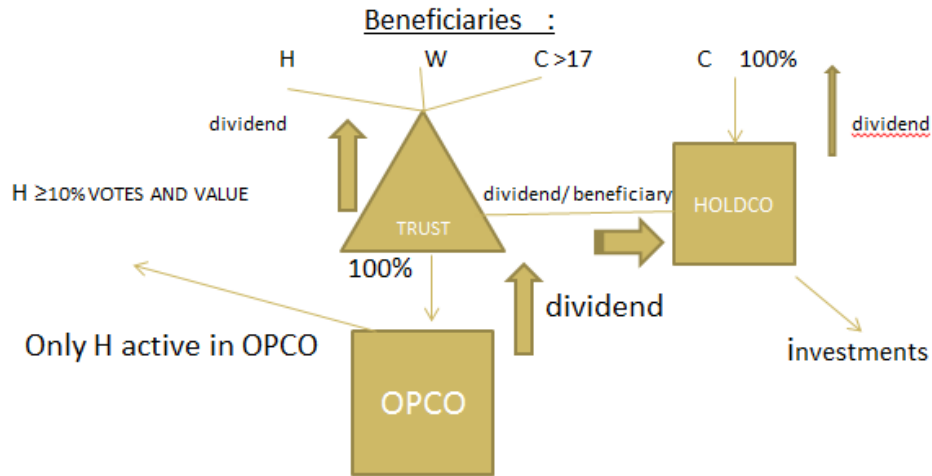 Beneficiaries :
H W C >17 C 100%
dividend
dividend
H ≥10% VOTES AND VALUE
dividend/ beneficiary
HOLDCO
TRUST
100%
dividend
Only H active in OPCO
investments
OPCO